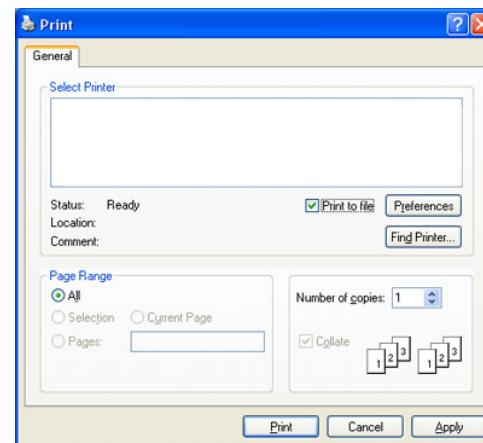 Print
General
Select Printer
Status: Ready
Print to file
Preferences
Location:
Comment:
Find Printer...
Page Range
All
Selection
Current Page
Pages:
Number of copies: 1
Collate
1 2 3 1 2 3
Print
Cancel
Apply